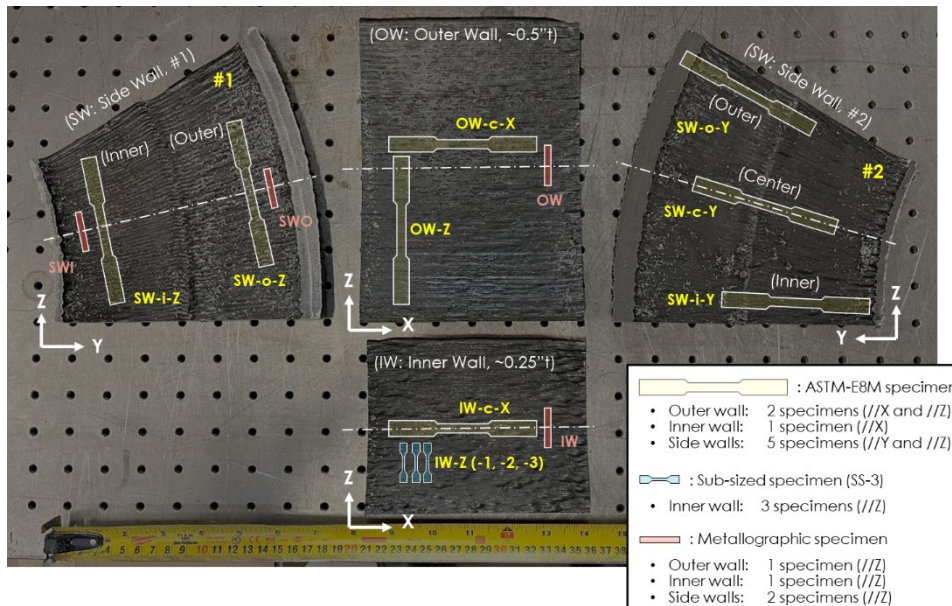 (SW: Side Wall, #1)
#1
(Inner)
(Outer)
SWI
SWO
SW-i-Z
SW-o-Z
Z
Y
(OW: Outer Wall, ~0.5"t)
OW-c-X
OW
OW-Z
Z
X
(SW: Side Wall, #2)
#2
(Outer)
SW-o-Y
(Center)
SW-c-Y
(Inner)
SW-i-Y
Z
Y
(IW: Inner Wall, ~0.25"t)
IW-c-X
IW
IW-Z (-1, -2, -3)
Z
X
: ASTM-E8M specimen
• Outer wall: 2 specimens (//X and //Z)
• Inner wall: 1 specimen (//X)
• Side walls: 5 specimens (//Y and //Z)
: Sub-sized specimen (SS-3)
• Inner wall: 3 specimens (//Z)
: Metallographic specimen
• Outer wall: 1 specimen (//Z)
• Inner wall: 1 specimen (//Z)
• Side walls: 2 specimens (//Z)